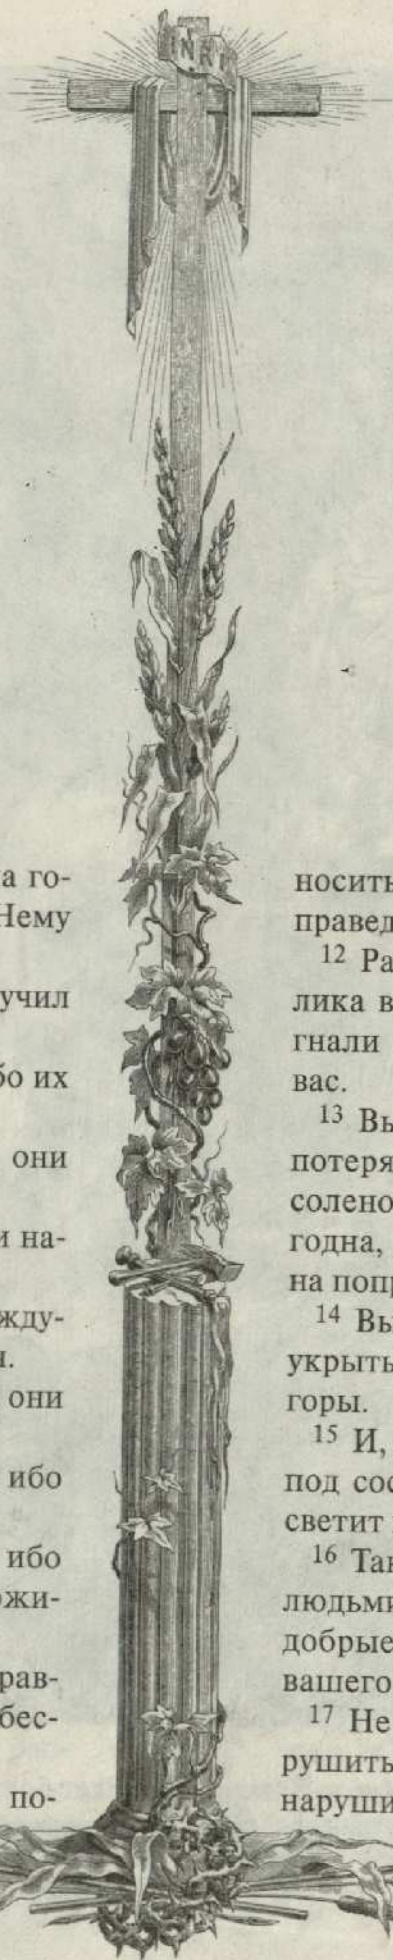 INRI
а го-
Нему
учил
бо их
они
и на-
жду-
они
ибо
ибо
жи-
рав-
бес-
по-
носить
правед
12 Ра
лика в
гнали
вас.
13 Вы
потеря
солено
годна,
на попр
14 Вы
укрыть
горы.
15 И,
под сос
светит
16 Так
людьми
добрые
вашего
17 Не
рушить
наруши